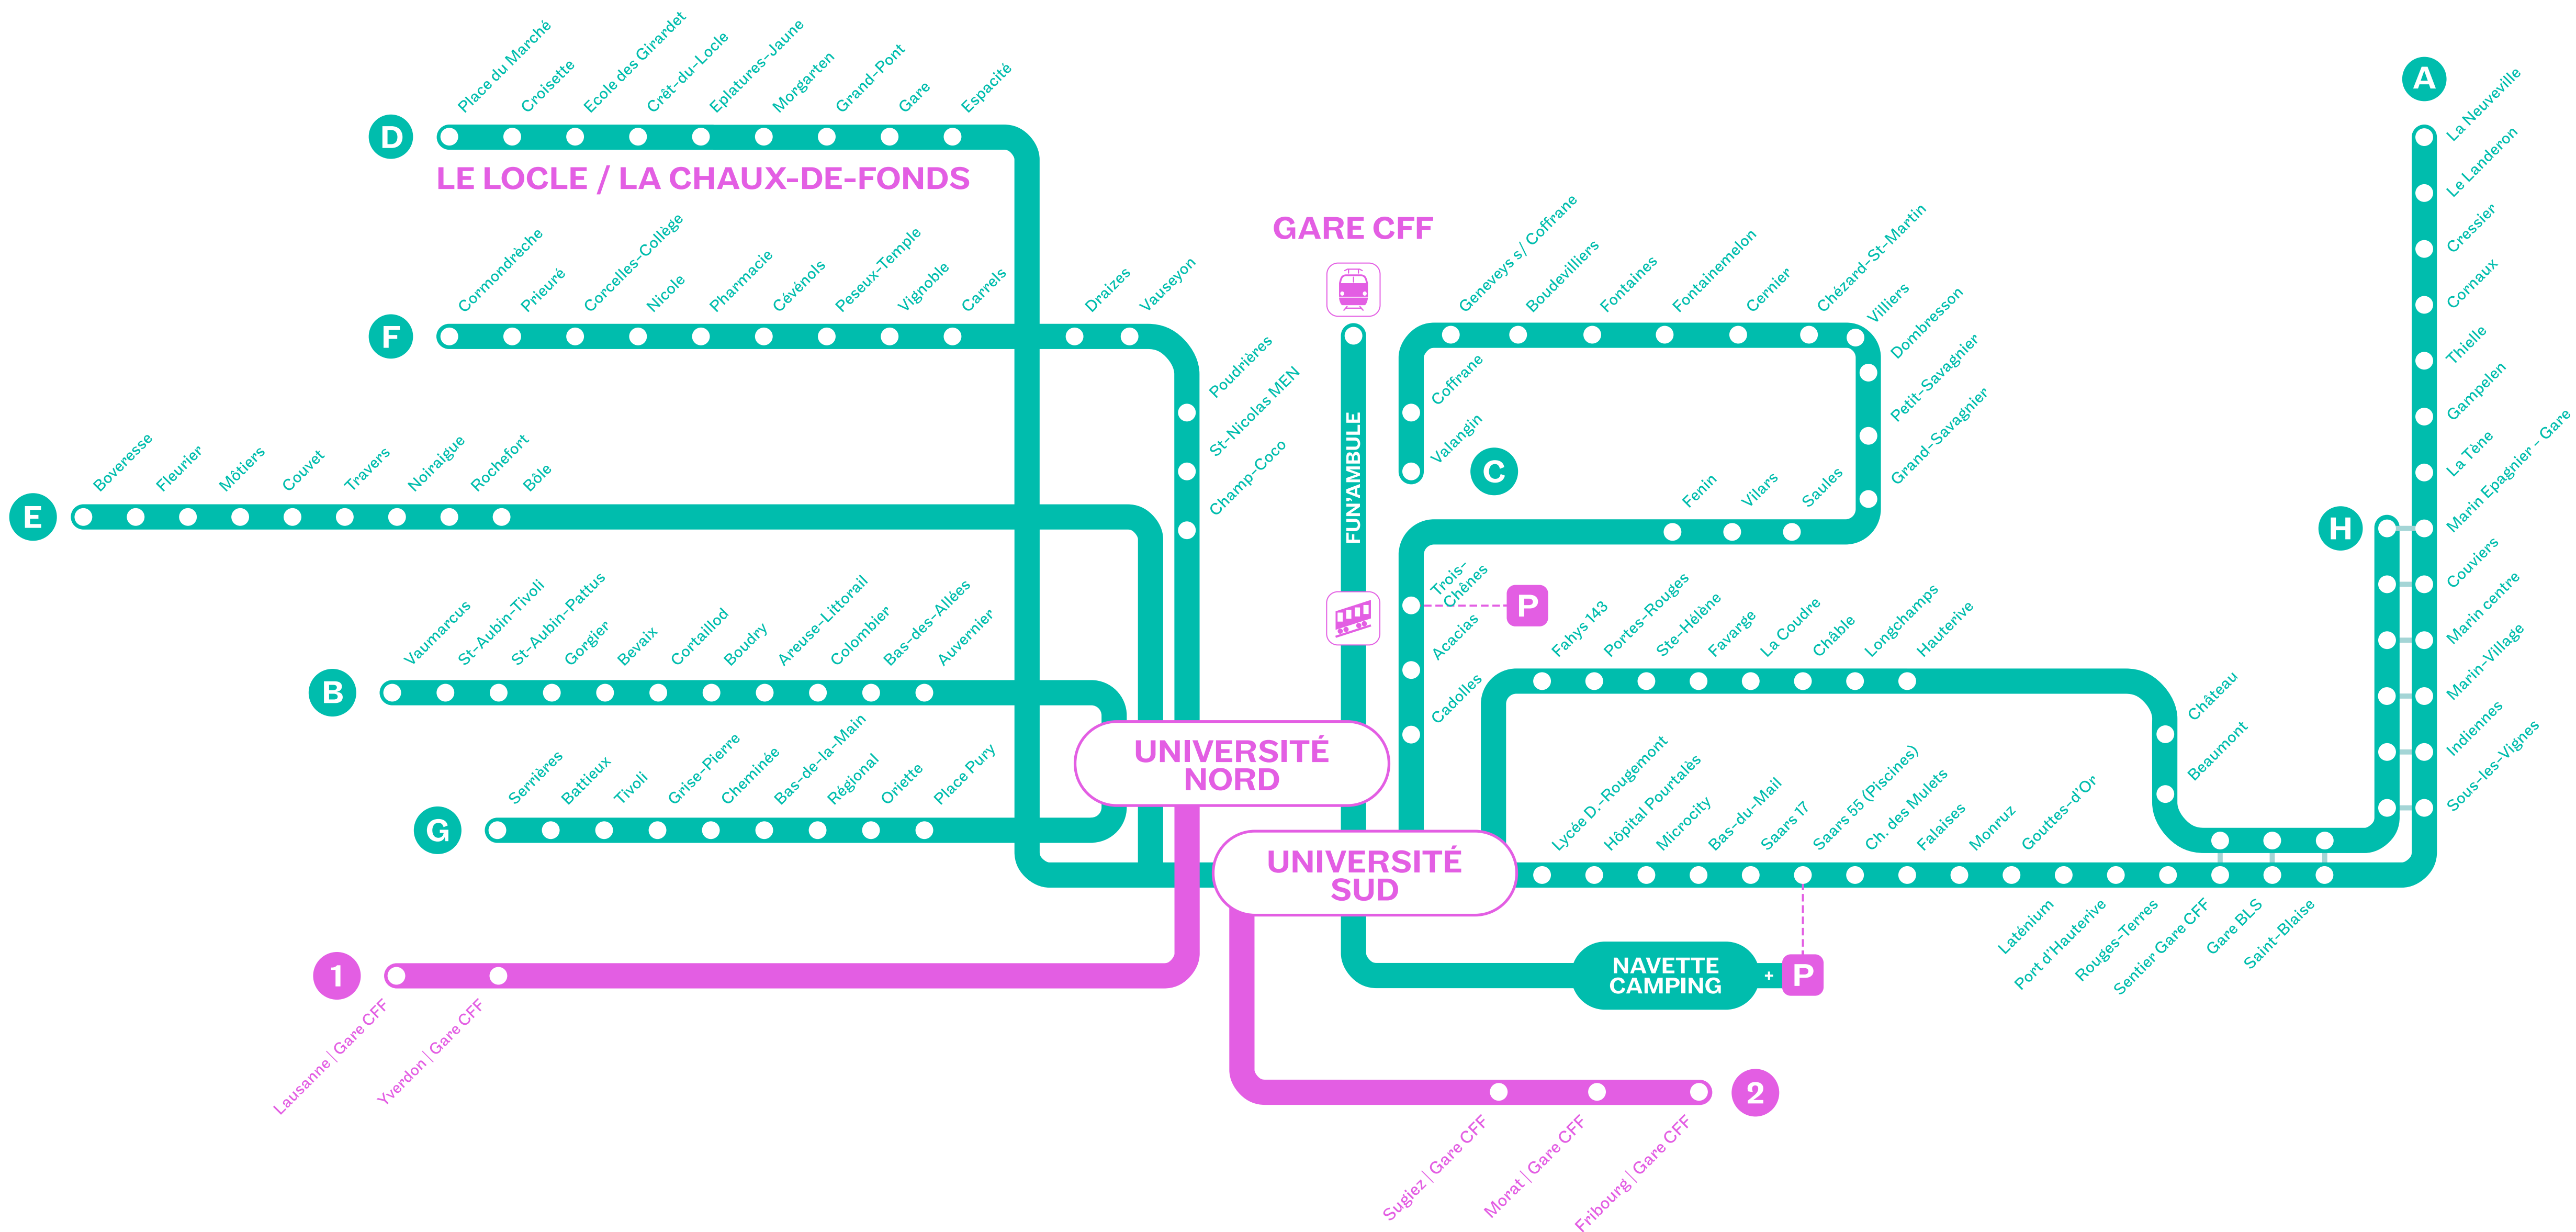 D
Place du Marché
Croisette
Ecole des Girardet
Crêt-du-Locle
Eplatures-Jaune
Morgarten
Grand-Pont
Gare
Espacité
LE LOCLE / LA CHAUX-DE-FONDS
F
Cormondrèche
Prieuré
Corcelles-Collège
Nicole
Pharmacie
Cévénols
Peseux-Temple
Vignoble
Carrels
Draizes
Vauseyon
Poudrières
St-Nicolas MEN
Champ-Coco
E
Boveresse
Fleurier
Môtiers
Couvet
Travers
Noiraigue
Rochefort
Bôle
B
Vaumarcus
St-Aubin-Tivoli
St-Aubin-Pattus
Gorgier
Bevaix
Cortaillod
Boudry
Areuse-Littorail
Colombier
Bas-des-Allées
Auvernier
G
Serrières
Battieux
Tivoli
Grise-Pierre
Cheminée
Bas-de-la-Main
Régional
Oriette
Place Pury
UNIVERSITÉ
NORD
UNIVERSITÉ
SUD
1
Lausanne | Gare CFF
Yverdon | Gare CFF
GARE CFF
FUN'AMBULE
C
Valangin
Coffrane
Geneveys s/ Coffrane
Boudevilliers
Fontaines
Fontainemelon
Cernier
Chézard-St-Martin
Villiers
Dombresson
Petit-Savagnier
Grand-Savagnier
Saules
Vilars
Fenin
Trois-
Chênes
P
Acacias
Cadolles
Fahys 143
Portes-Rouges
Ste-Hélène
Favarge
La Coudre
Châble
Longchamps
Hauterive
Château
Beaumont
Lycée D.-Rougemont
Hôpital Pourtalès
Microcity
Bas-du-Mail
Saars 17
Saars 55 (Piscines)
Ch. des Mulets
Falaises
Monruz
Gouttes-d'Or
Laténium
Port d'Hauterive
Rouges-Terres
Sentier Gare CFF
Gare BLS
Saint-Blaise
A
La Neuveville
Le Landeron
Cressier
Cornaux
Thielle
Gampelen
La Tène
Marin Epagnier - Gare
H
Couviers
Marin centre
Marin-Village
Indiennes
Sous-les-Vignes
NAVETTE
CAMPING
+
P
2
Sugiez | Gare CFF
Morat | Gare CFF
Fribourg | Gare CFF